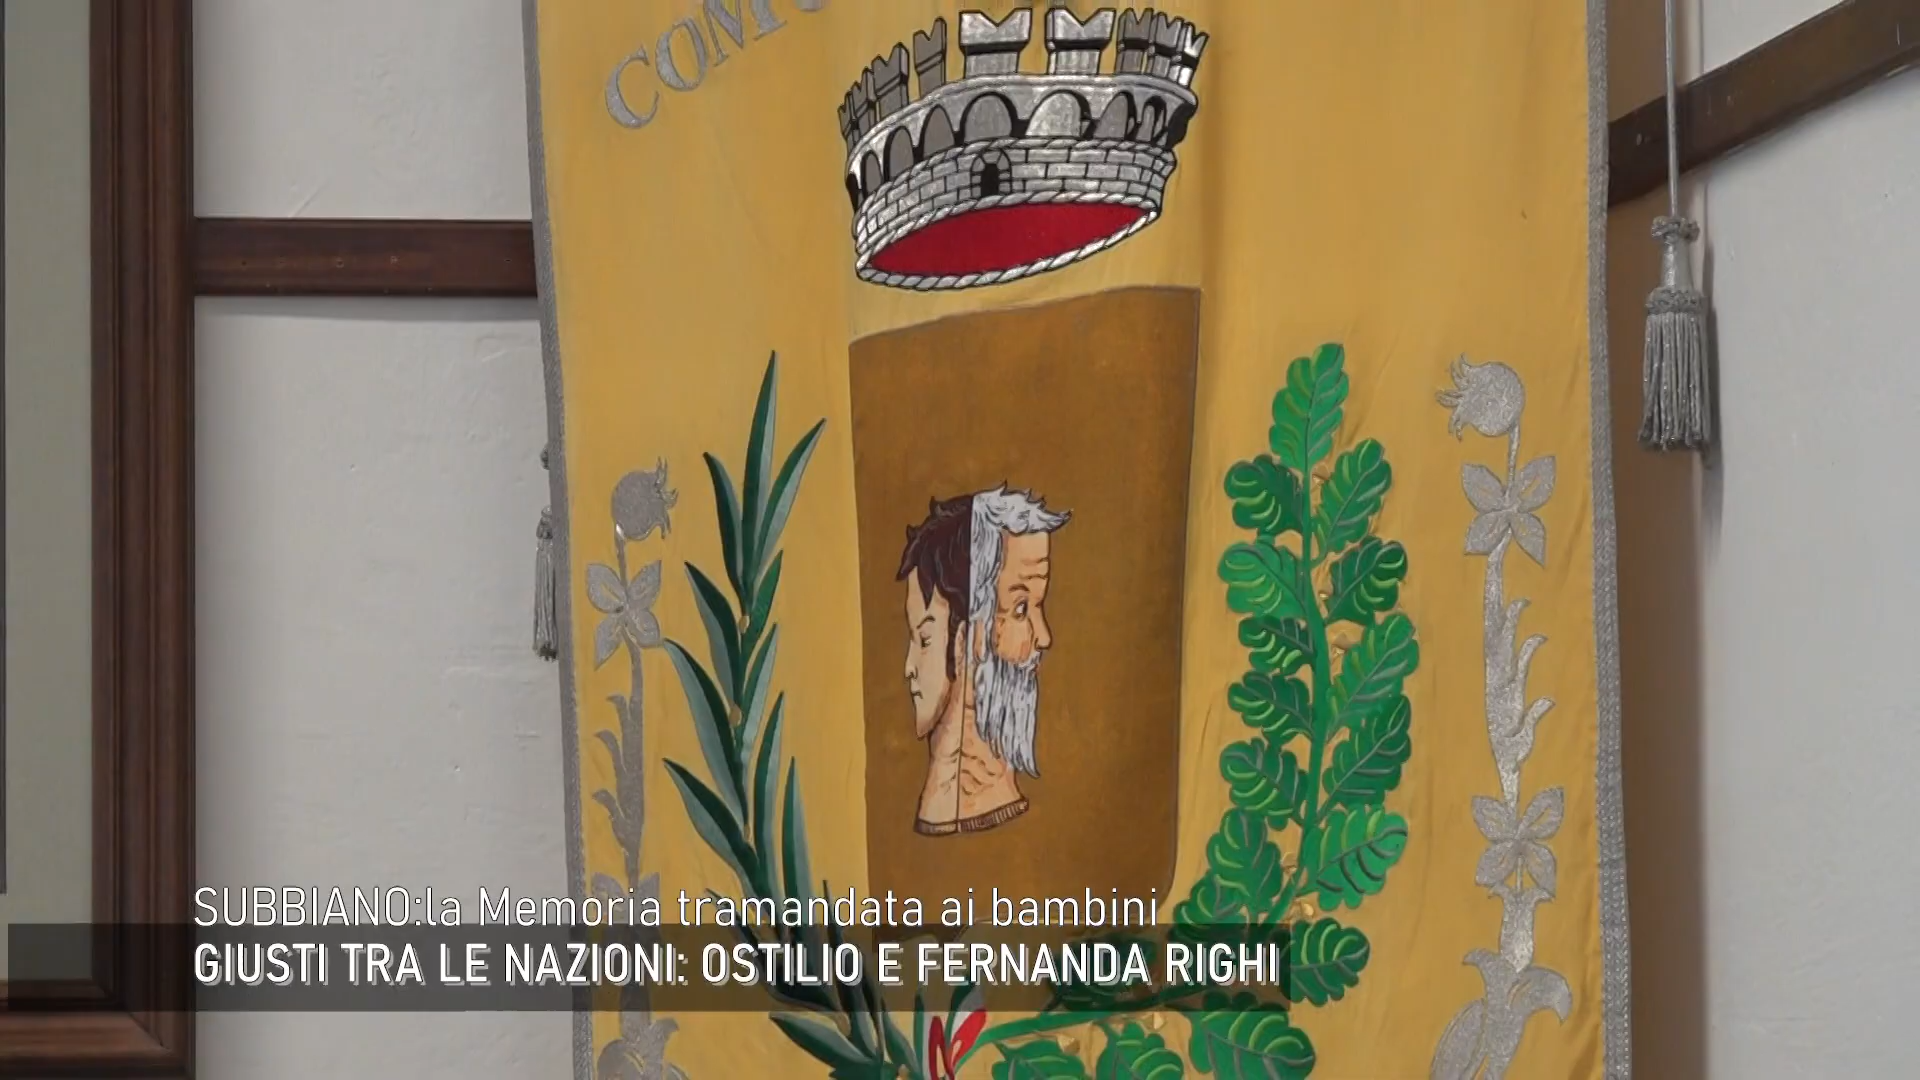 SUBBIANO:la Memoria tramandata ai bambini
GIUSTI TRA LE NAZIONI: OSTILIO E FERNANDA RIGHI